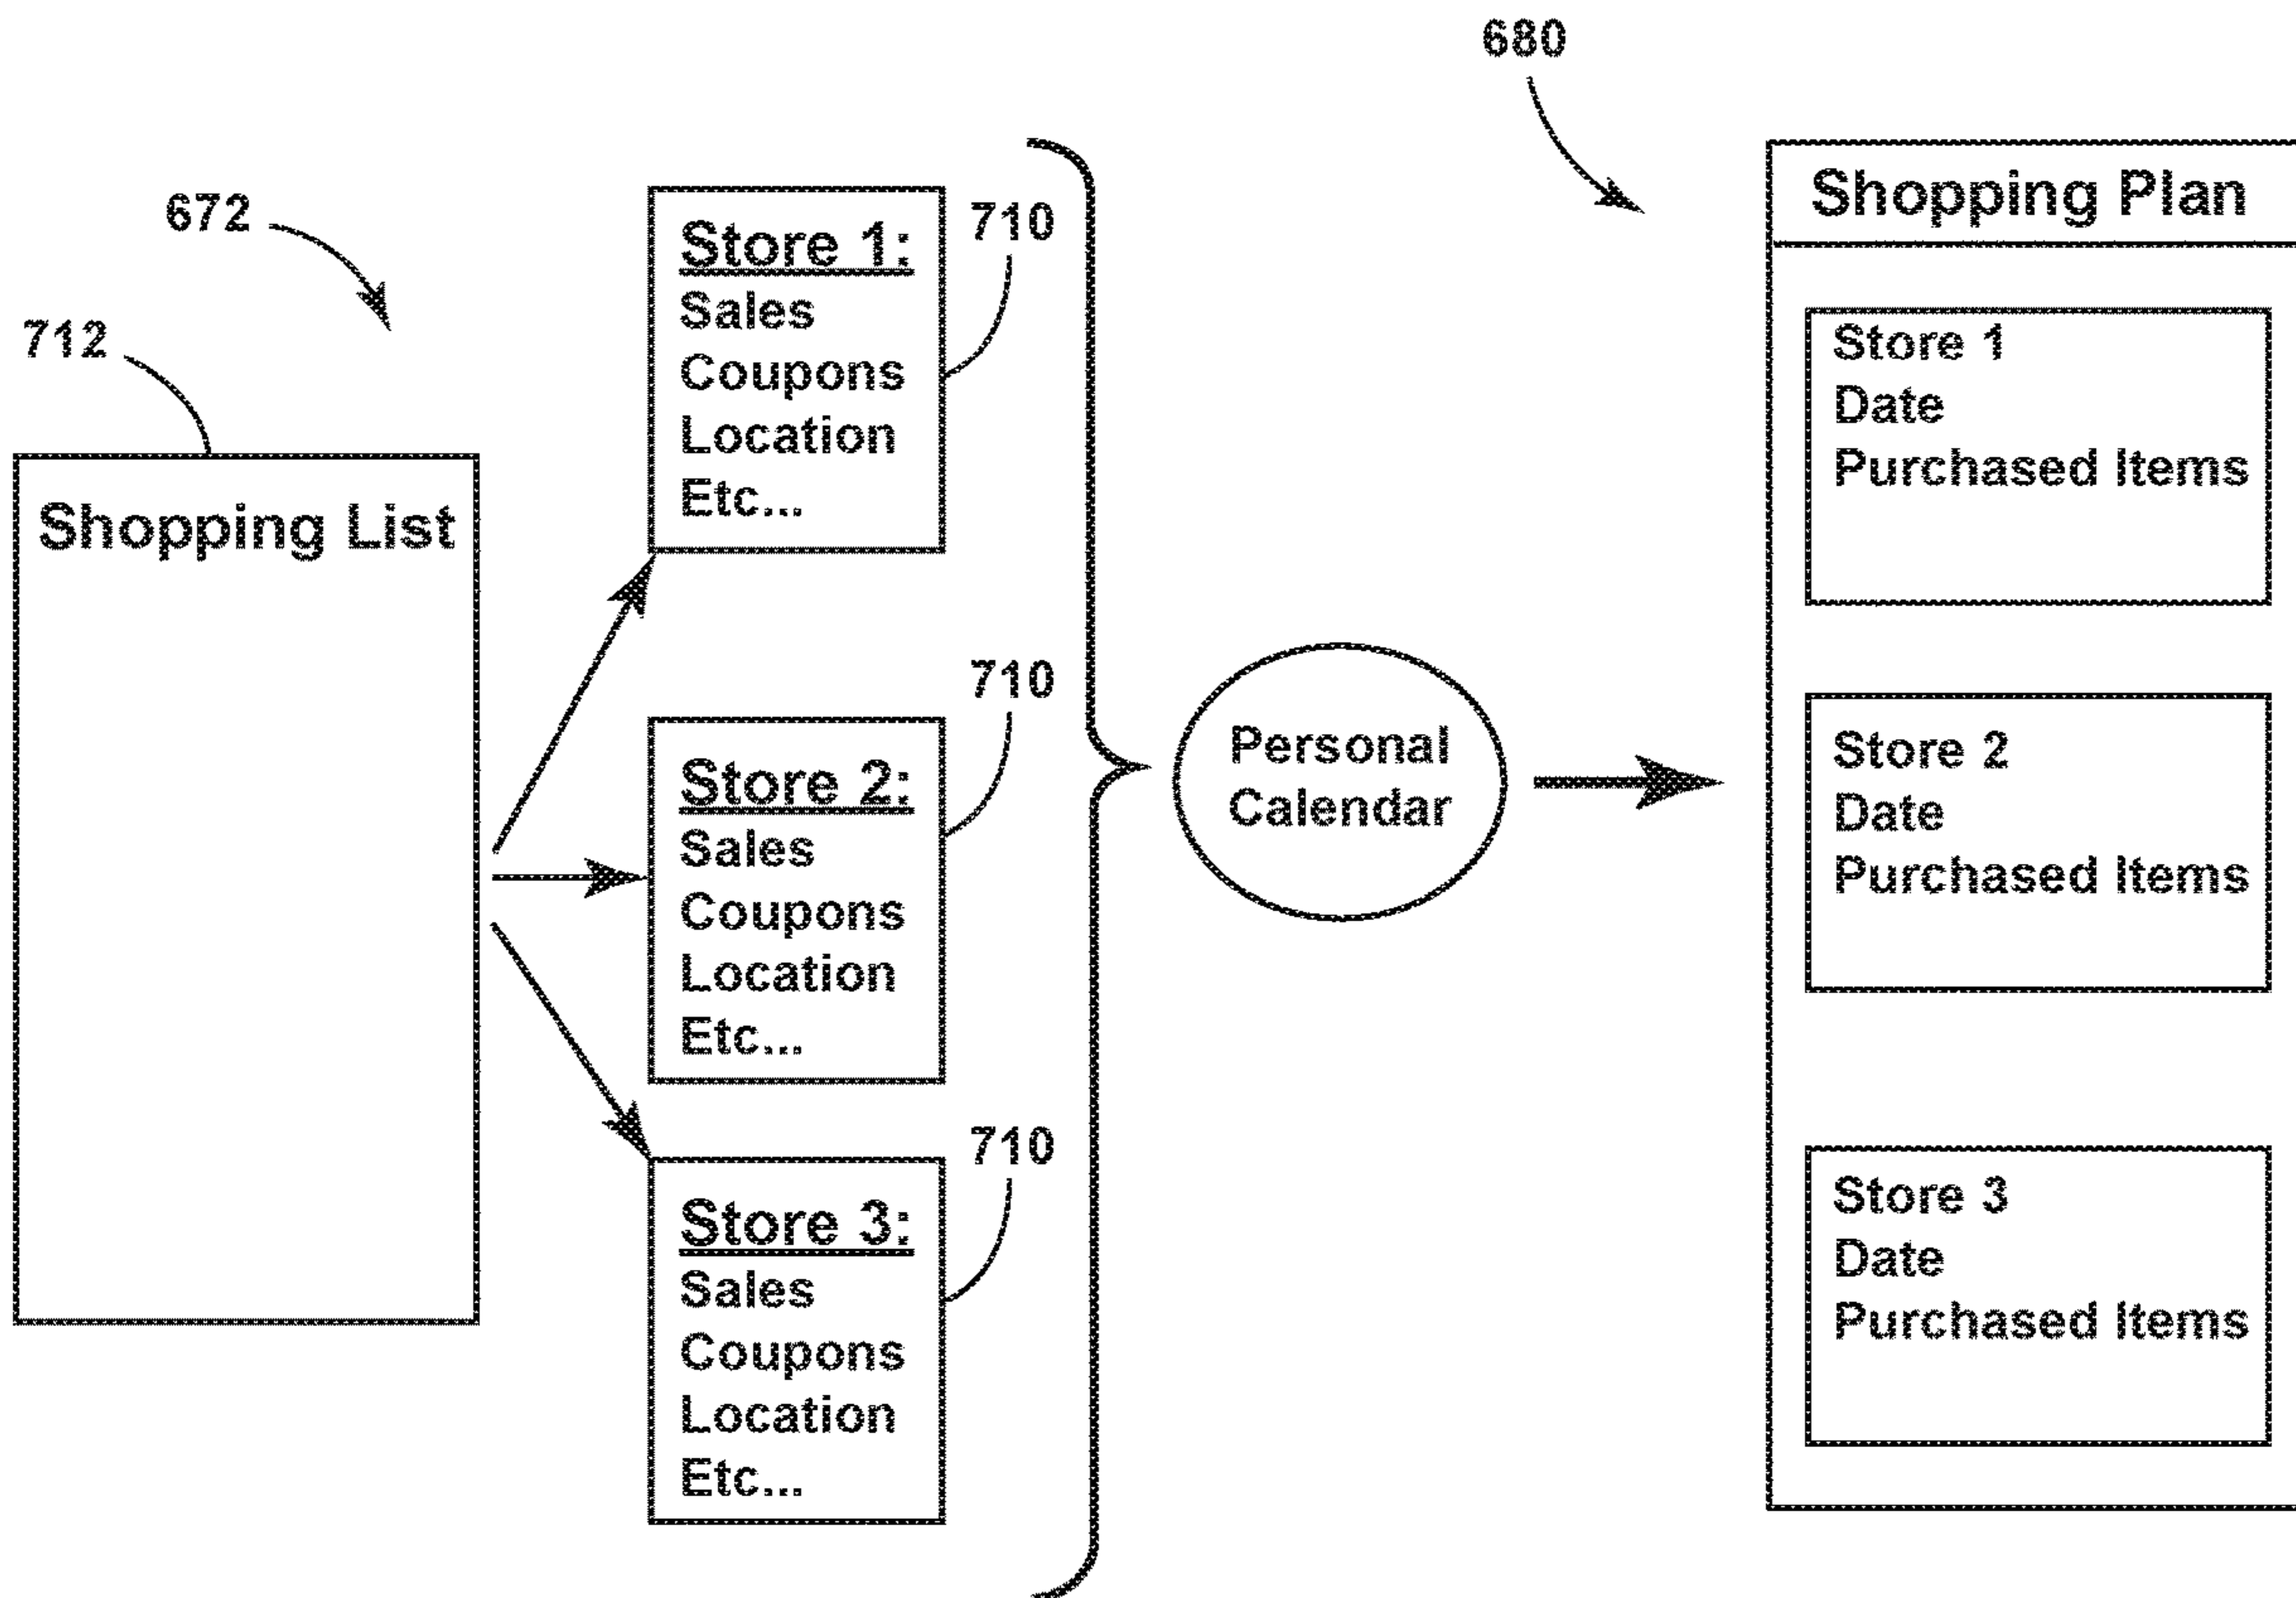 680
672
712
Shopping List
710
Store 1:
Sales
Coupons
Location
Etc...
710
Store 2:
Sales
Coupons
Location
Etc...
710
Store 3:
Sales
Coupons
Location
Etc...
Personal
Calendar
Shopping Plan
Store 1
Date
Purchased Items
Store 2
Date
Purchased Items
Store 3
Date
Purchased Items